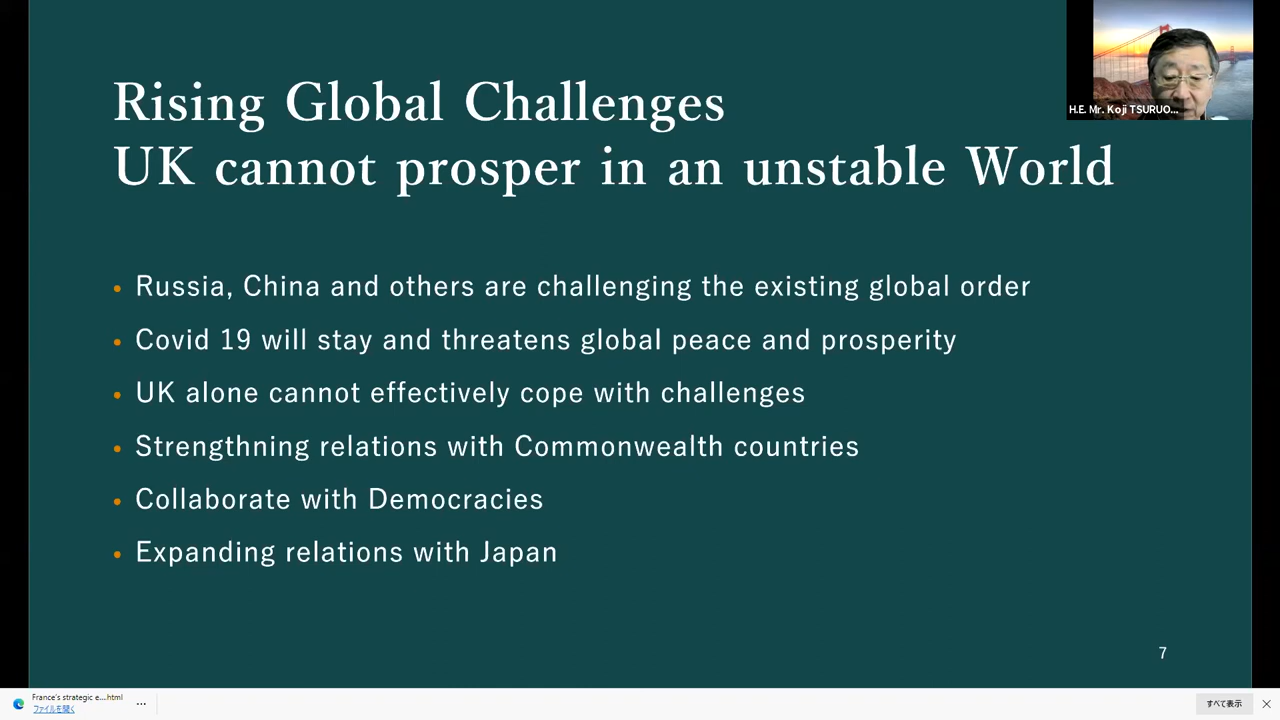 Rising Global Challenges
UK cannot prosper in an unstable World
H.E. Mr. Koji TSURUO...
• Russia, China and others are challenging the existing global order
• Covid 19 will stay and threatens global peace and prosperity
• UK alone cannot effectively cope with challenges
• Strengthning relations with Commonwealth countries
• Collaborate with Democracies
• Expanding relations with Japan
7
France's strategic e....html
ファイルを開く
...
すべて表示